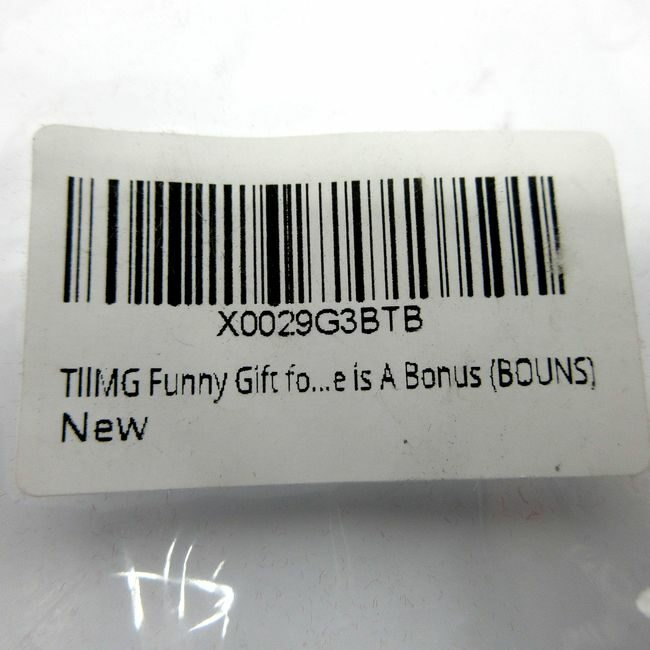 X0029G3BTB
TIIMG Funny Gift fo...e is A Bonus (BOUNS)
New